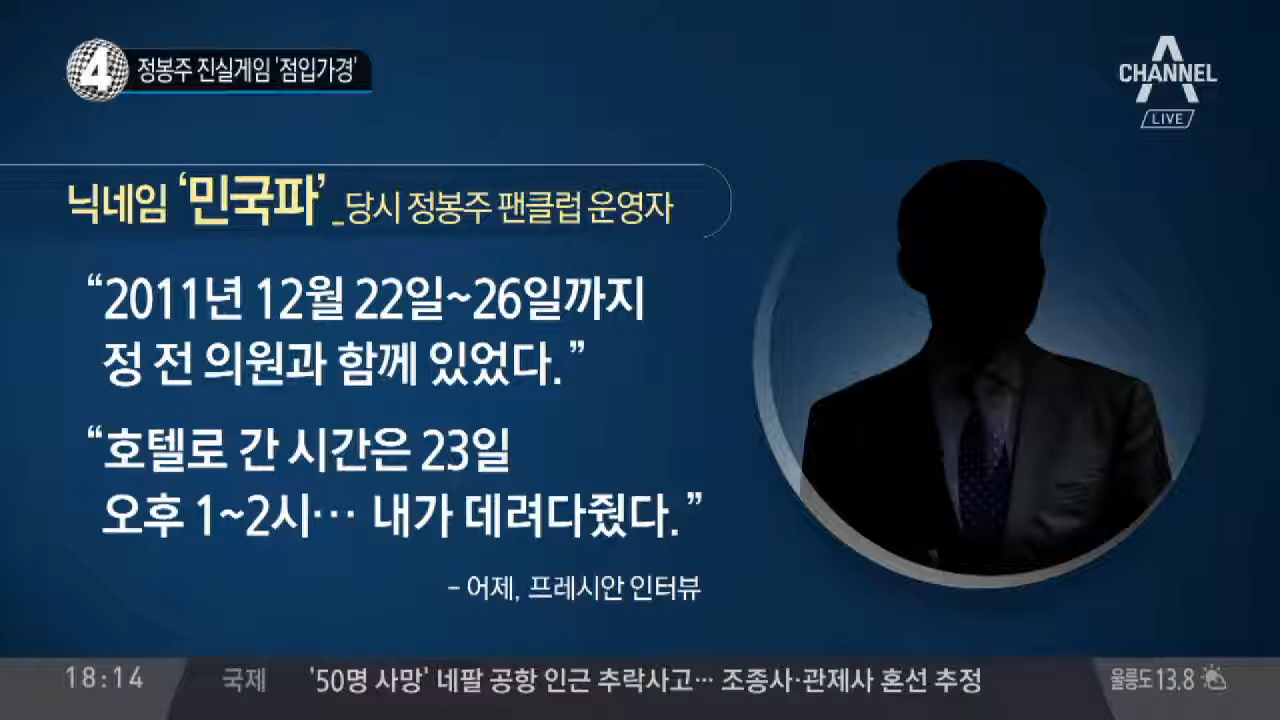 4 정봉주 진실게임 '점입가경'
CHANNEL A
LIVE
닉네임 '민국파'_당시 정봉주 팬클럽 운영자
“2011년 12월 22일~26일까지
정 전 의원과 함께 있었다.”
“호텔로 간 시간은 23일
오후 1~2시… 내가 데려다줬다.”
– 어제, 프레시안 인터뷰
18:14 국제 '50명 사망' 네팔 공항 인근 추락사고… 조종사·관제사 혼선 추정 울릉도 13.8